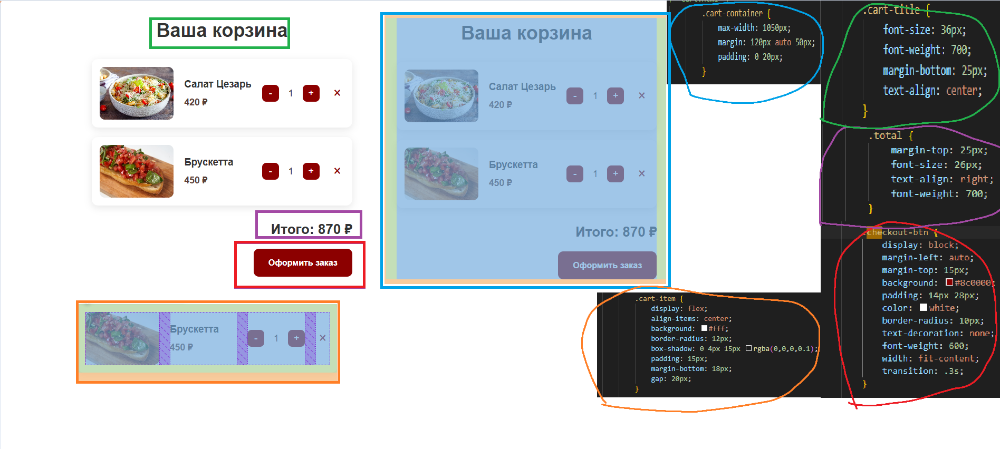 Ваша корзина
Салат Цезарь
420 ₽
- 1 + ×
Брускетта
450 ₽
- 1 + ×
Итого: 870 ₽
Оформить заказ
Брускетта
450 ₽
- 1 + ×
Ваша корзина
Салат Цезарь
420 ₽
- 1 + ×
Брускетта
450 ₽
- 1 + ×
Итого: 870 ₽
Оформить заказ
.cart-container {
max-width: 1050px;
margin: 120px auto 50px;
padding: 0 20px;
}
.cart-title {
font-size: 36px;
font-weight: 700;
margin-bottom: 25px;
text-align: center;
}
.total {
margin-top: 25px;
font-size: 26px;
text-align: right;
font-weight: 700;
}
.checkout-btn {
display: block;
margin-left: auto;
margin-top: 15px;
background: #8c0000;
padding: 14px 28px;
color: white;
border-radius: 10px;
text-decoration: none;
font-weight: 600;
width: fit-content;
transition: .3s;
}
.cart-item {
display: flex;
align-items: center;
background: #fff;
border-radius: 12px;
box-shadow: 0 4px 15px rgba(0,0,0,0.1);
padding: 15px;
margin-bottom: 18px;
gap: 20px;
}